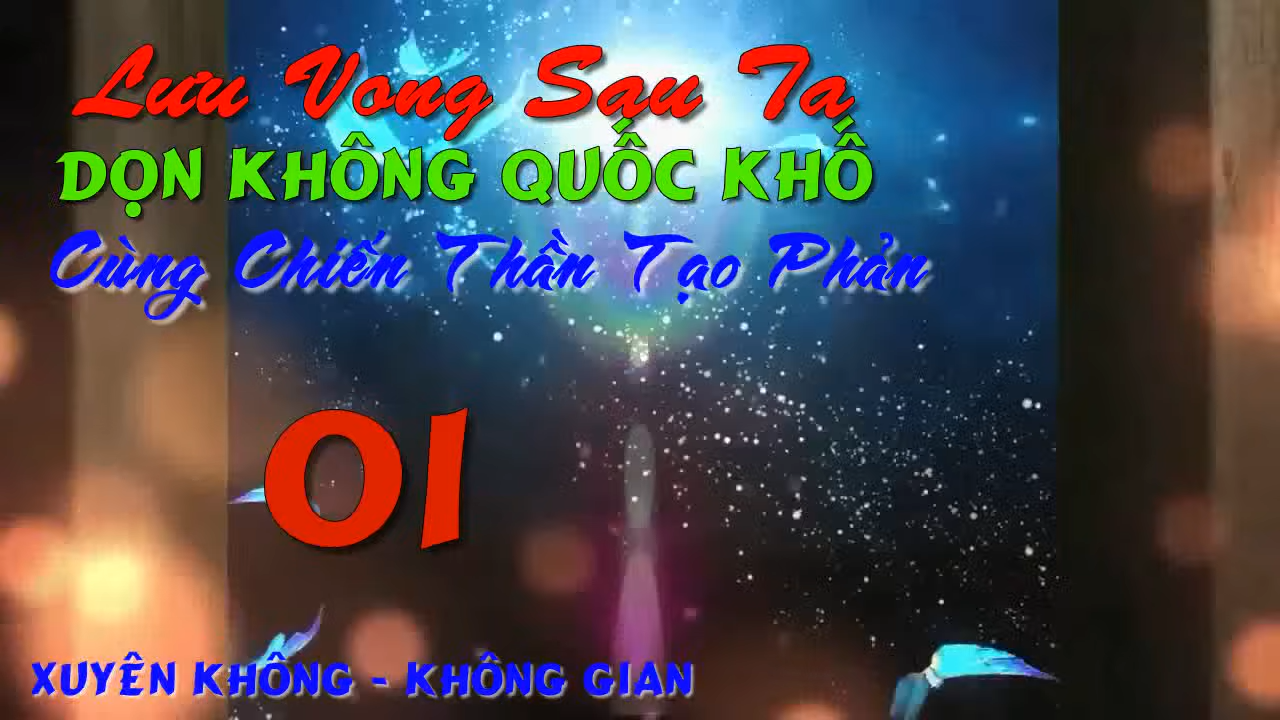 Lưu Vong Sau Ta
DỌN KHÔNG QUỐC KHỐ
Cùng Chiến Thần Tạo Phản
01
XUYÊN KHÔNG - KHÔNG GIAN